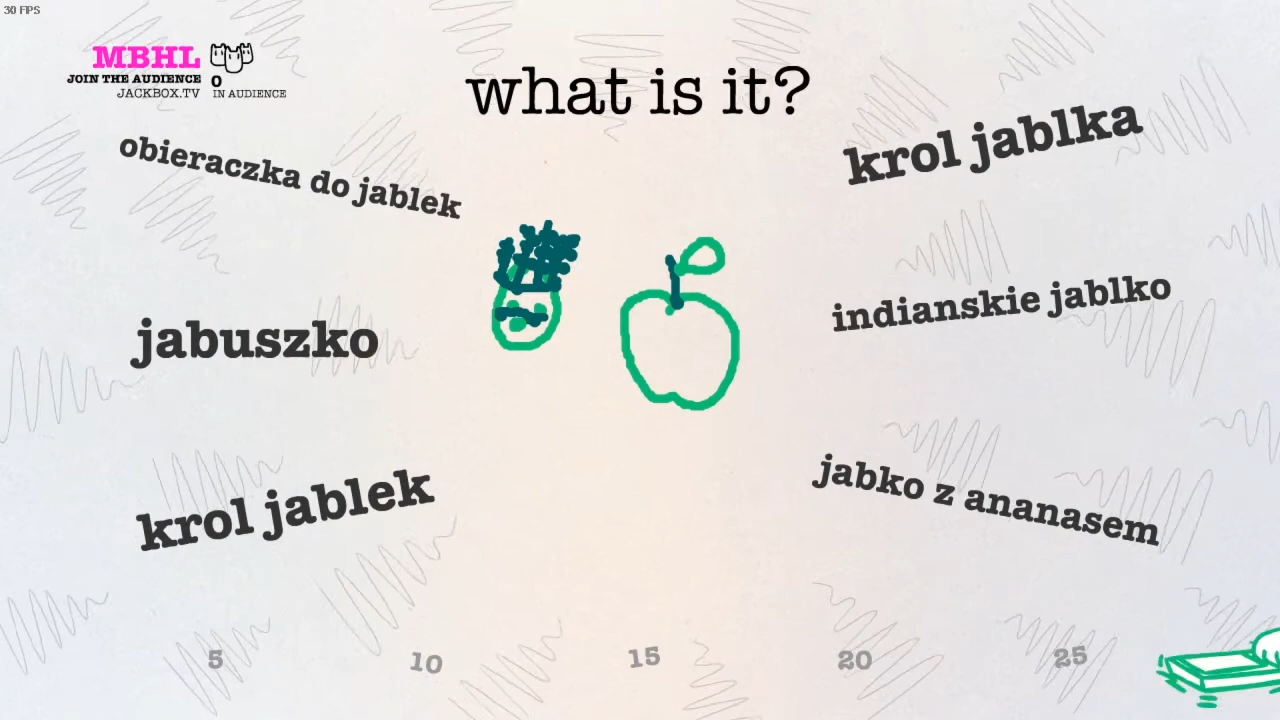 30 FPS
MBHL
JOIN THE AUDIENCE
JACKBOX.TV
0
IN AUDIENCE
what is it?
obieraczka do jablek
krol jablka
jabuszko
indianskie jablko
krol jablek
jabko z ananasem
5 10 15 20 25